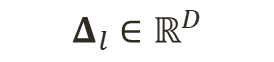 𝚫_l ∈ ℝ^D